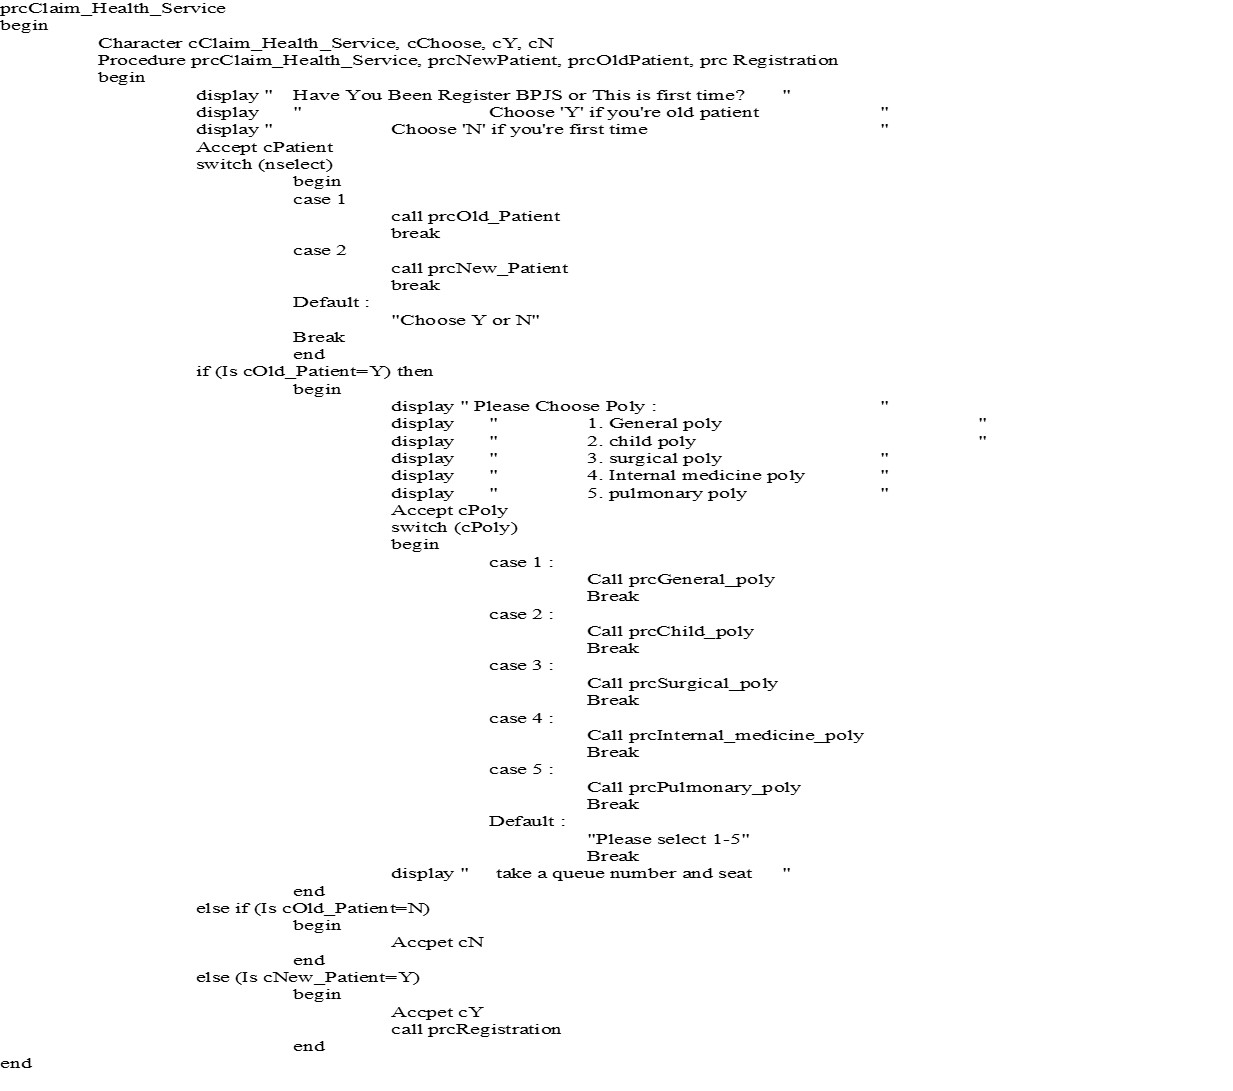 prcClaim_Health_Service
begin
Character cClaim_Health_Service, cChoose, cY, cN
Procedure prcClaim_Health_Service, prcNewPatient, prcOldPatient, prc Registration
begin
display " Have You Been Register BPJS or This is first time? "
display " Choose 'Y' if you're old patient "
display " Choose 'N' if you're first time "
Accept cPatient
switch (nselect)
begin
case 1
call prcOld_Patient
break
case 2
call prcNew_Patient
break
Default :
"Choose Y or N"
Break
end
if (Is cOld_Patient=Y) then
begin
display " Please Choose Poly : "
display " 1. General poly "
display " 2. child poly "
display " 3. surgical poly "
display " 4. Internal medicine poly "
display " 5. pulmonary poly "
Accept cPoly
switch (cPoly)
begin
case 1 :
Call prcGeneral_poly
Break
case 2 :
Call prcChild_poly
Break
case 3 :
Call prcSurgical_poly
Break
case 4 :
Call prcInternal_medicine_poly
Break
case 5 :
Call prcPulmonary_poly
Break
Default :
"Please select 1-5"
Break
display " take a queue number and seat "
end
else if (Is cOld_Patient=N)
begin
Accpet cN
end
else (Is cNew_Patient=Y)
begin
Accpet cY
call prcRegistration
end
end